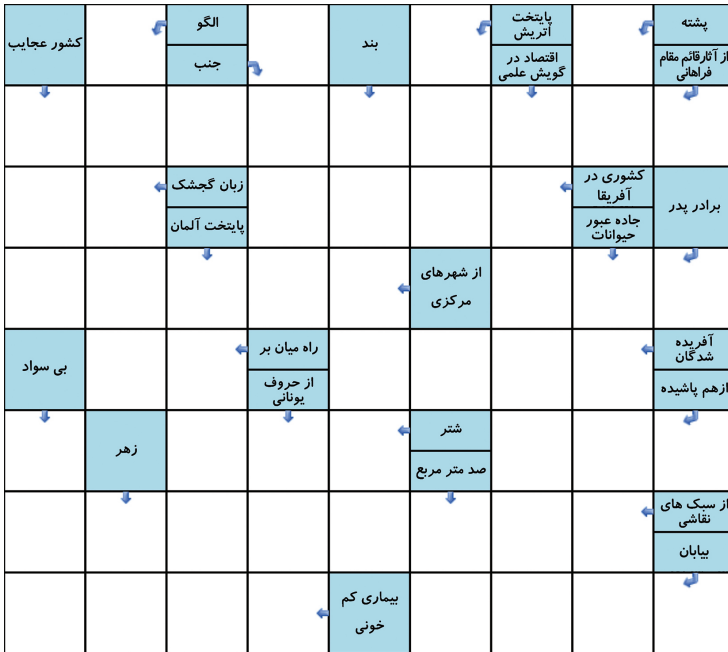 پشته
از آثارقائم مقام
فراهانی
پایتخت
اتریش
اقتصاد در
گویش علمی
بند
الگو
جنب
کشور عجایب
برادر پدر
کشوری در
آفریقا
جاده عبور
حیوانات
زبان گجشک
پایتخت آلمان
از شهرهای
مرکزی
آفریده
شدگان
ازهم پاشیده
راه میان بر
از حروف
یونانی
بی سواد
شتر
صد متر مربع
زهر
از سبک های
نقاشی
بیابان
بیماری کم
خونی